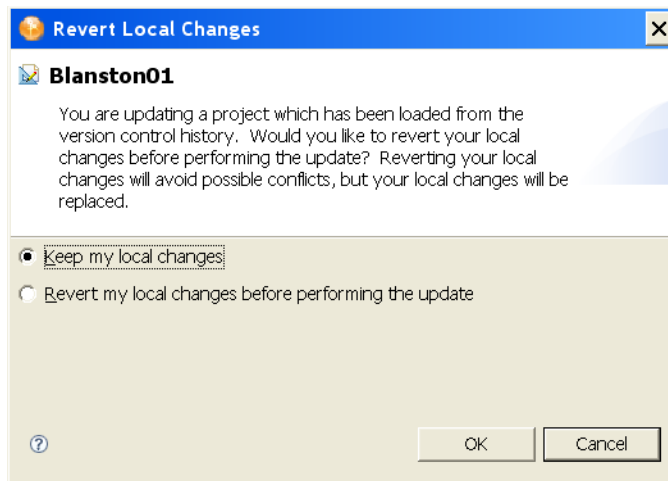 Revert Local Changes
Blanston01
You are updating a project which has been loaded from the
version control history. Would you like to revert your local
changes before performing the update? Reverting your local
changes will avoid possible conflicts, but your local changes will be
replaced.
Keep my local changes
Revert my local changes before performing the update
?
OK Cancel